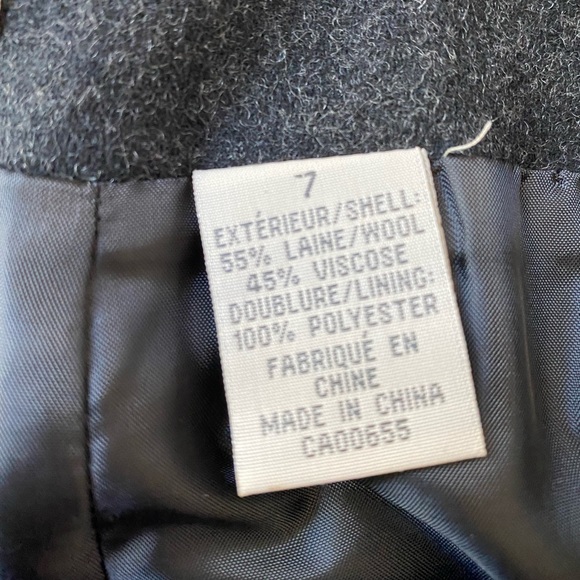 7
EXTÉRIEUR/SHELL:
55% LAINE/WOOL
45% VISCOSE
DOUBLURE/LINING:
100% POLYESTER
FABRIQUÉ EN
CHINE
MADE IN CHINA
CA00655